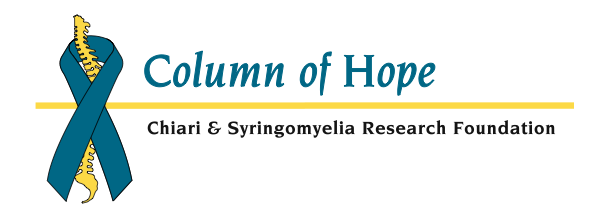 Column of Hope
Chiari & Syringomyelia Research Foundation